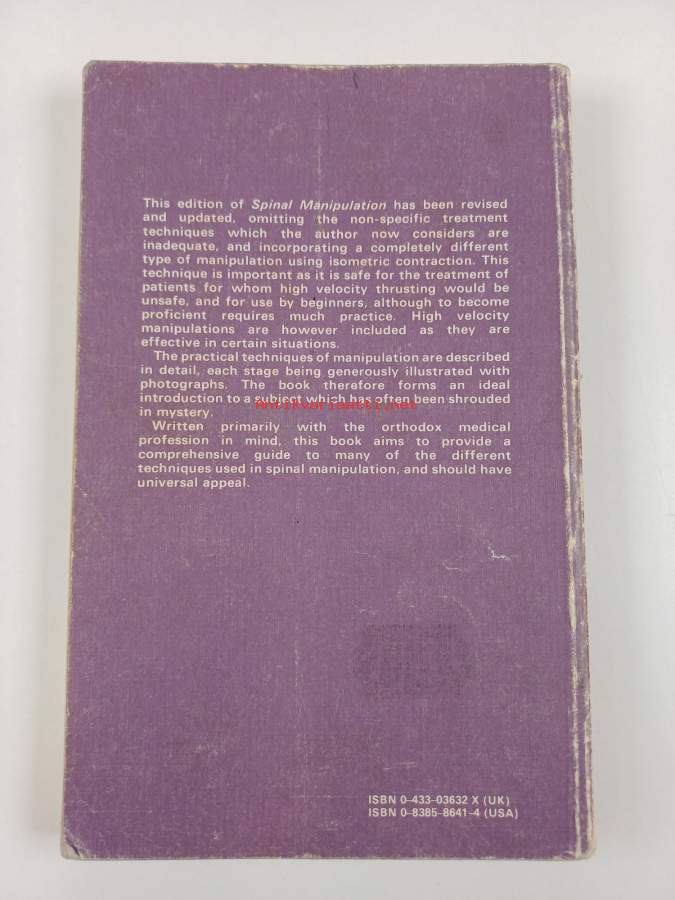 This edition of Spinal Manipulation has been revised
and updated, omitting the non-specific treatment
techniques which the author now considers are
inadequate, and incorporating a completely different
type of manipulation using isometric contraction. This
technique is important as it is safe for the treatment of
patients for whom high velocity thrusting would be
unsafe, and for use by beginners, although to become
proficient requires much practice. High velocity
manipulations are however included as they are
effective in certain situations.
The practical techniques of manipulation are described
in detail, each stage being generously illustrated with
photographs. The book therefore forms an ideal
introduction to a subject which has often been shrouded
Antikvariaatti.net
in mystery.
Written primarily with the orthodox medical
profession in mind, this book aims to provide a
comprehensive guide to many of the different
techniques used in spinal manipulation, and should have
universal appeal.
ISBN 0–433–03632 X (UK)
ISBN 0–8385–8641–4 (USA)